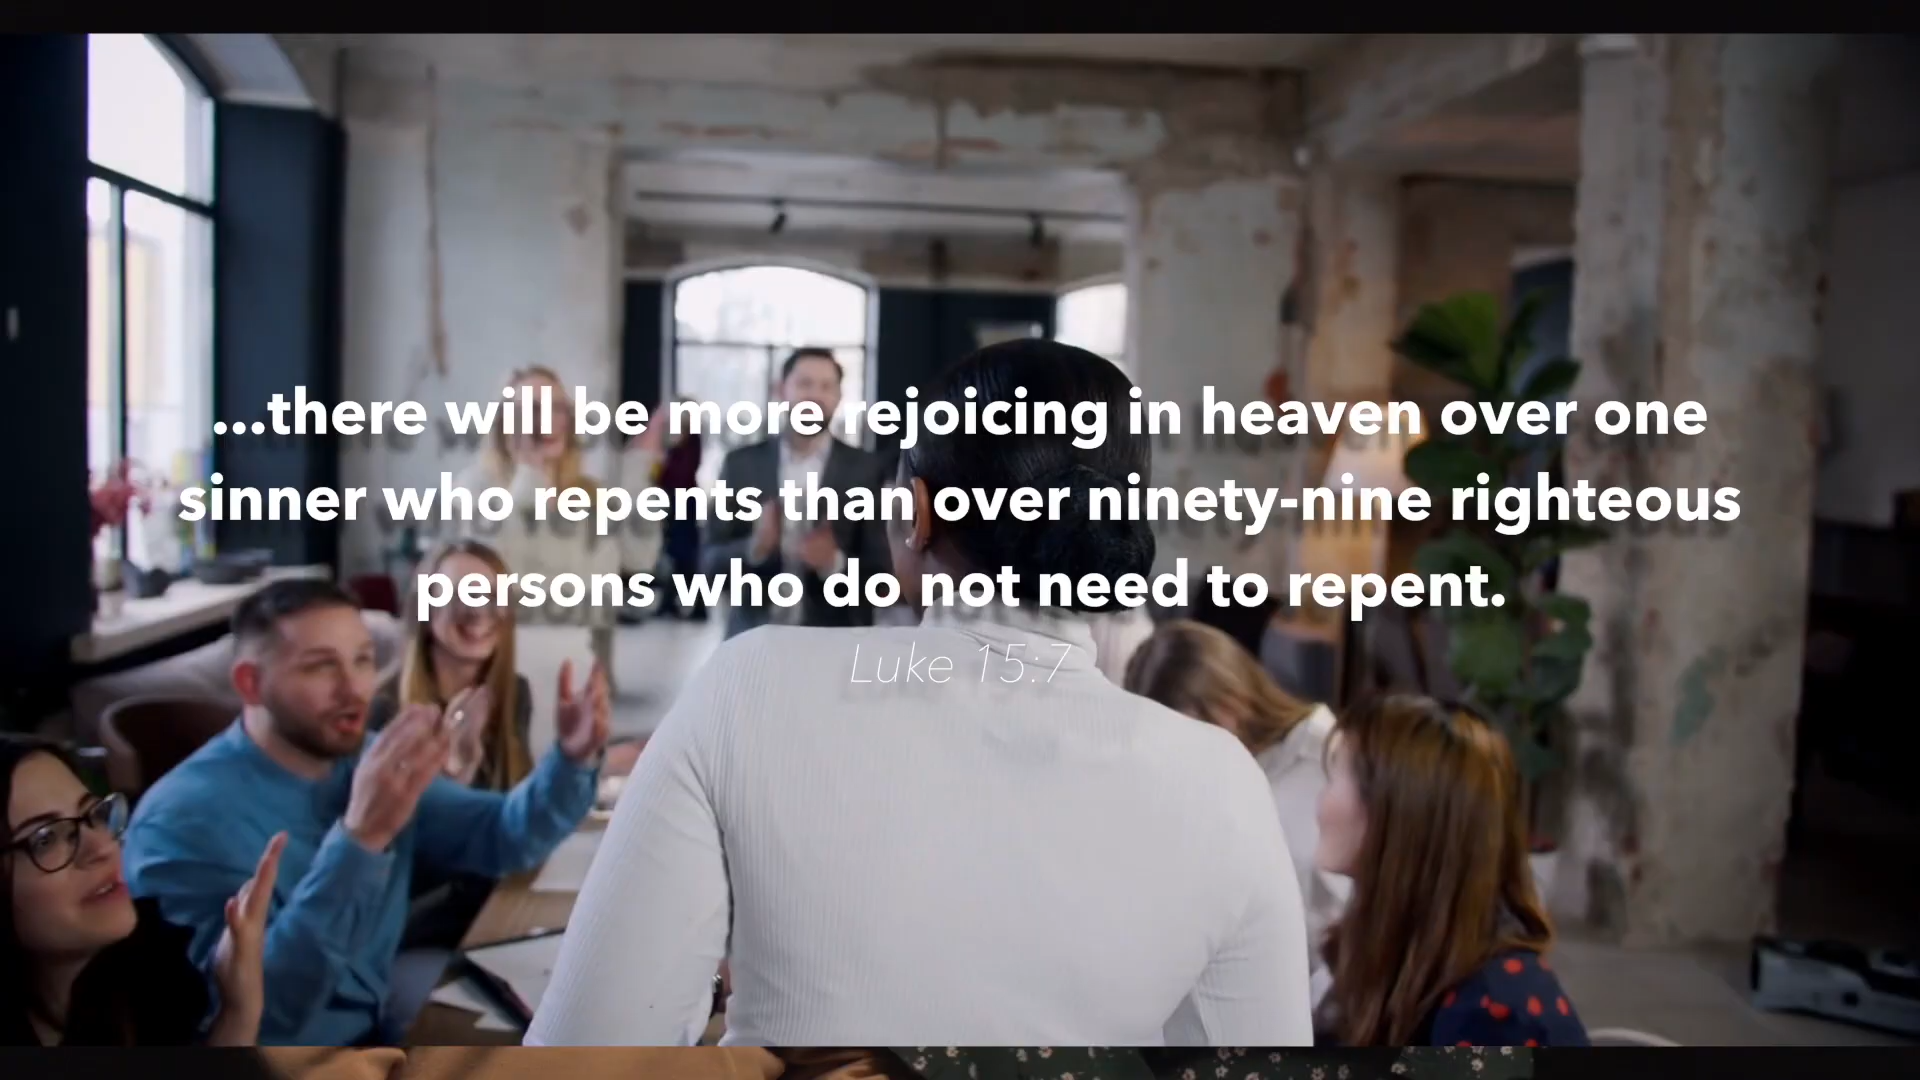 ...there will be more rejoicing in heaven over one
sinner who repents than over ninety-nine righteous
persons who do not need to repent.
Luke 15:7